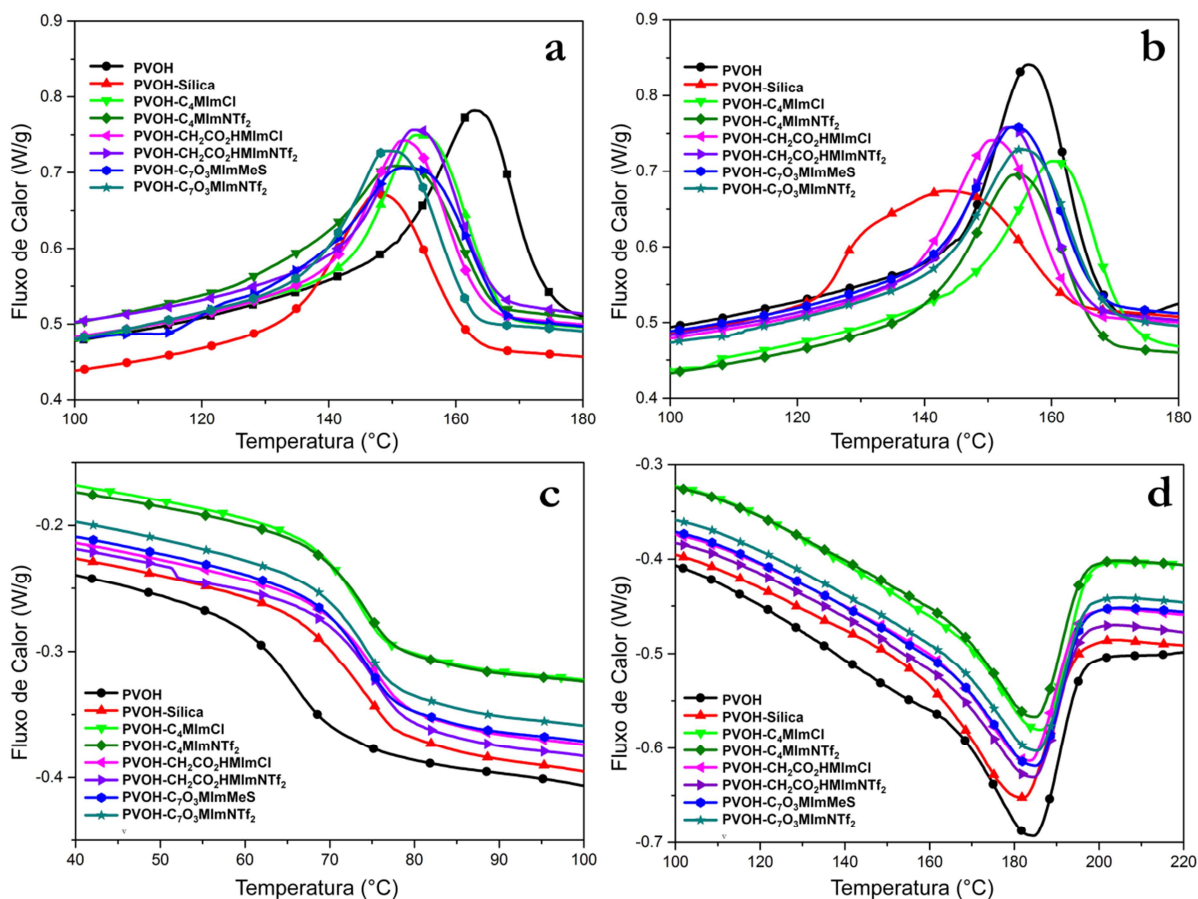 a
0.9
0.8
0.7
0.6
0.5
0.4
Fluxo de Calor (W/g)
PVOH
PVOH-Sílica
PVOH-C₄MImCl
PVOH-C₄MImNTf₂
PVOH-CH₂CO₂HMImCl
PVOH-CH₂CO₂HMImNTf₂
PVOH-C₇O₃MImMeS
PVOH-C₇O₃MImNTf₂
100 120 140 160 180
Temperatura (°C)
b
0.9
0.8
0.7
0.6
0.5
0.4
Fluxo de Calor (W/g)
PVOH
PVOH-Sílica
PVOH-C₄MImCl
PVOH-C₄MImNTf₂
PVOH-CH₂CO₂HMImCl
PVOH-CH₂CO₂HMImNTf₂
PVOH-C₇O₃MImMeS
PVOH-C₇O₃MImNTf₂
100 120 140 160 180
Temperatura (°C)
c
-0.2
-0.3
-0.4
Fluxo de Calor (W/g)
PVOH
PVOH-Sílica
PVOH-C₄MImCl
PVOH-C₄MImNTf₂
PVOH-CH₂CO₂HMImCl
PVOH-CH₂CO₂HMImNTf₂
PVOH-C₇O₃MImMeS
PVOH-C₇O₃MImNTf₂
v
40 50 60 70 80 90 100
Temperatura (°C)
d
-0.3
-0.4
-0.5
-0.6
-0.7
Fluxo de Calor (W/g)
PVOH
PVOH-Sílica
PVOH-C₄MImCl
PVOH-C₄MImNTf₂
PVOH-CH₂CO₂HMImCl
PVOH-CH₂CO₂HMImNTf₂
PVOH-C₇O₃MImMeS
PVOH-C₇O₃MImNTf₂
v
100 120 140 160 180 200 220
Temperatura (°C)